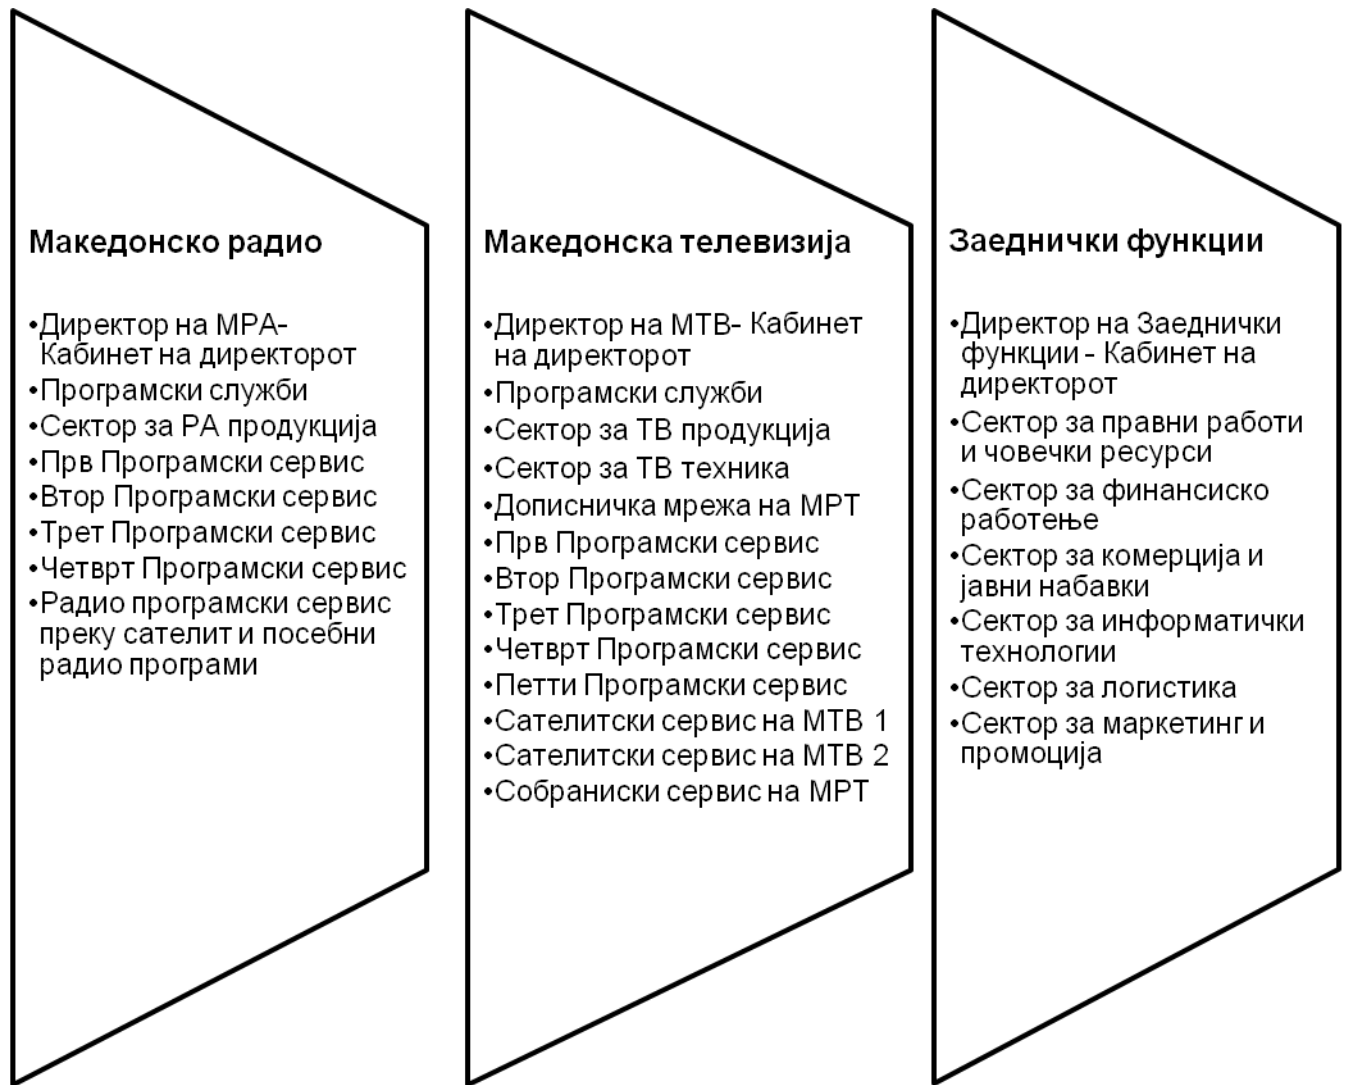 Македонско радио
•Директор на МРА-
Кабинет на директорот
•Програмски служби
•Сектор за РА продукција
•Прв Програмски сервис
•Втор Програмски сервис
•Трет Програмски сервис
•Четврт Програмски сервис
•Радио програмски сервис
преку сателит и посебни
радио програми
Македонска телевизија
•Директор на МТВ- Кабинет
на директорот
•Програмски служби
•Сектор за ТВ продукција
•Сектор за ТВ техника
•Дописничка мрежа на МРТ
•Прв Програмски сервис
•Втор Програмски сервис
•Трет Програмски сервис
•Четврт Програмски сервис
•Петти Програмски сервис
•Сателитски сервис на МТВ 1
•Сателитски сервис на МТВ 2
•Собраниски сервис на МРТ
Заеднички функции
•Директор на Заеднички
функции - Кабинет на
директорот
•Сектор за правни работи
и човечки ресурси
•Сектор за финансиско
работење
•Сектор за комерција и
јавни набавки
•Сектор за информатички
технологии
•Сектор за логистика
•Сектор за маркетинг и
промоција